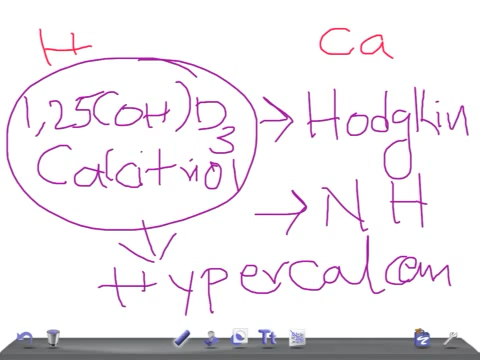 H Ca
1,25(OH)D3 → Hodgkin
Calcitriol
→ NH
Hypercalcem